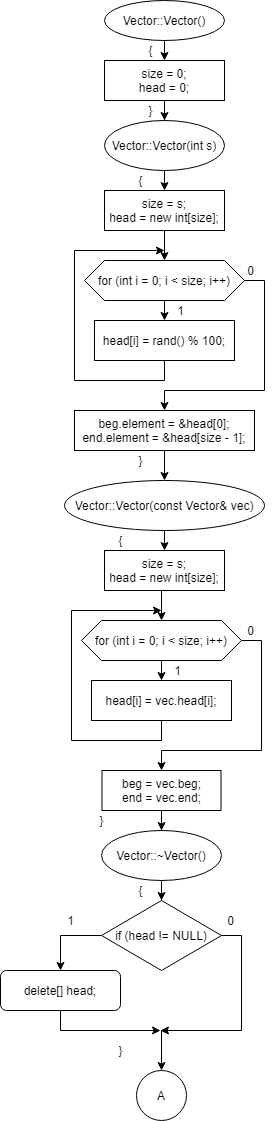 Vector::Vector()
{
size = 0;
head = 0;
}
Vector::Vector(int s)
{
size = s;
head = new int[size];
for (int i = 0; i < size; i++)
0
1
head[i] = rand() % 100;
beg.element = &head[0];
end.element = &head[size - 1];
}
Vector::Vector(const Vector& vec)
{
size = s;
head = new int[size];
for (int i = 0; i < size; i++)
0
1
head[i] = vec.head[i];
beg = vec.beg;
end = vec.end;
}
Vector::~Vector()
{
1
0
if (head != NULL)
delete[] head;
}
A